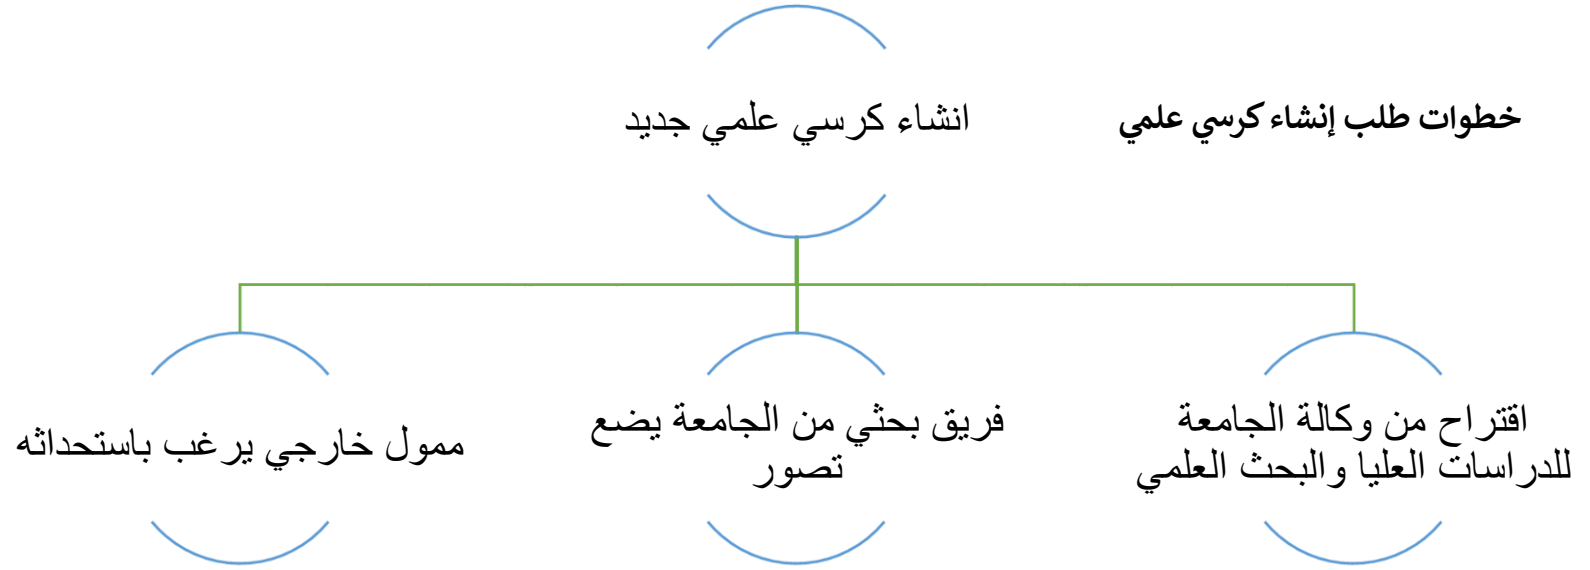 خطوات طلب إنشاء كرسي علمي
انشاء كرسي علمي جديد
اقتراح من وكالة الجامعة
للدراسات العليا والبحث العلمي
فريق بحثي من الجامعة يضع
تصور
ممول خارجي يرغب باستحداثه